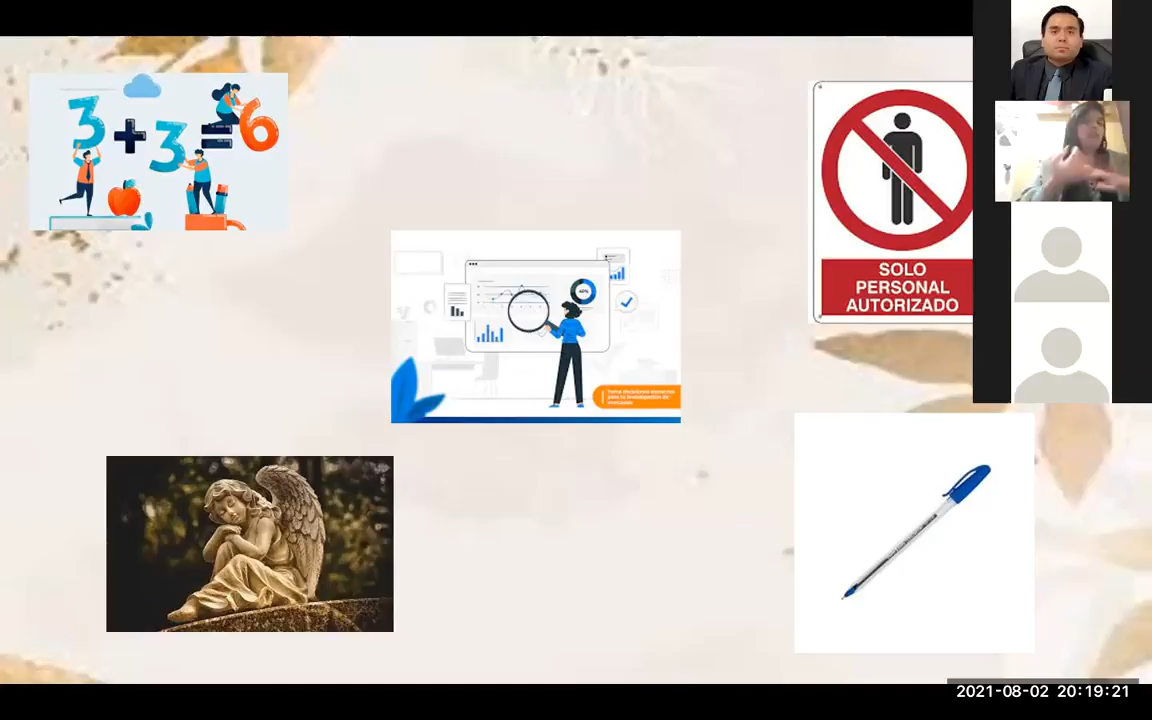 3 + 3 = 6
SOLO
PERSONAL
AUTORIZADO
2021-08-02 20:19:21